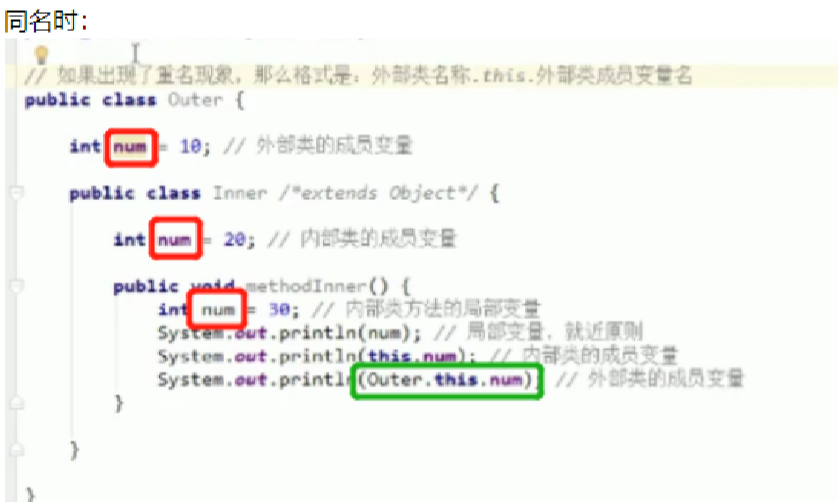 同名时：
// 如果出现了重名现象，那么格式是：外部类名称.this.外部类成员变量名
public class Outer {
int num = 10; // 外部类的成员变量
public class Inner /*extends Object*/ {
int num = 20; // 内部类的成员变量
public void methodInner() {
int num = 30; // 内部类方法的局部变量
System.out.println(num); // 局部变量，就近原则
System.out.println(this.num); // 内部类的成员变量
System.out.println(Outer.this.num); // 外部类的成员变量
}
}
}